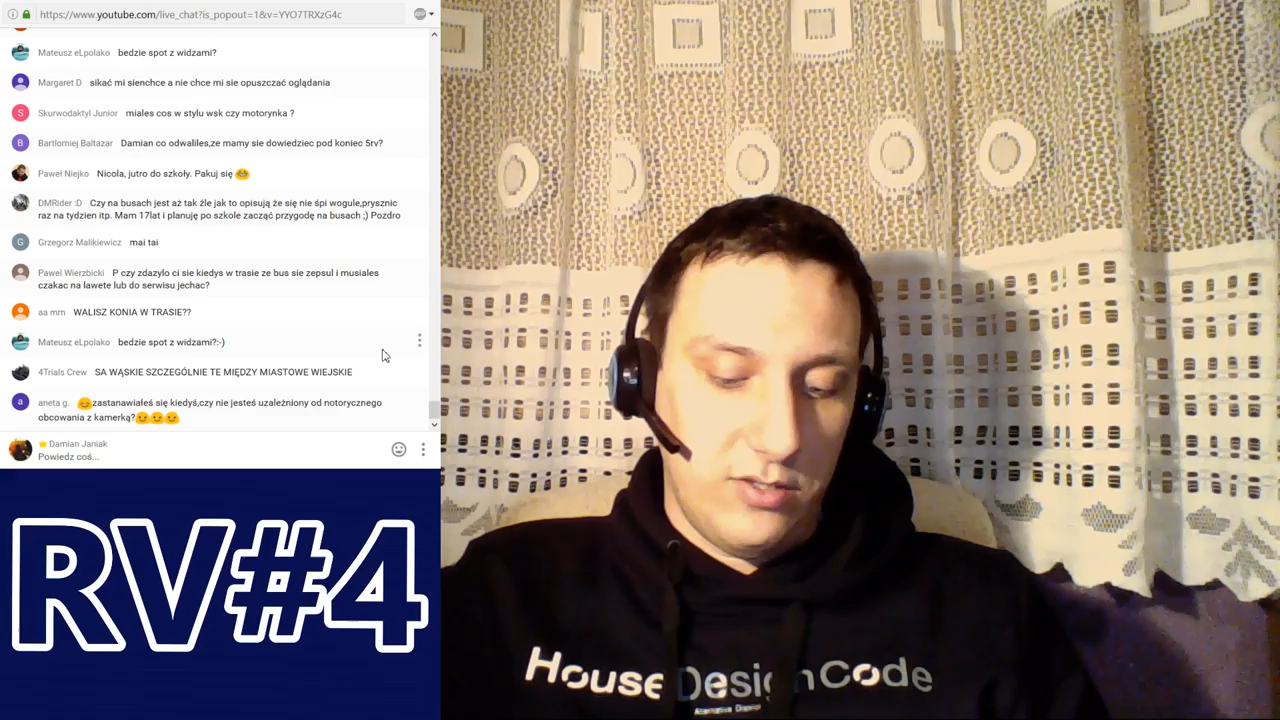 https://www.youtube.com/live_chat?is_popout=1&v=YYO7TRXzG4c
Mateusz eLpolako bedzie spot z widzami?
Margaret D sikać mi sienchce a nie chce mi sie opuszczać oglądania
S Skurwodaktyl Junior miales cos w stylu wsk czy motorynka ?
B Bartlomiej Baltazar Damian co odwaliles,ze mamy sie dowiedziec pod koniec 5rv?
Paweł Niejko Nicola, jutro do szkoły. Pakuj się
DMRider :D Czy na busach jest aż tak źle jak to opisują że się nie śpi wogule,prysznic
raz na tydzien itp. Mam 17lat i planuję po szkole zacząć przygodę na busach ;) Pozdro
G Grzegorz Malikiewicz mai tai
Pawel Wierzbicki P czy zdazylo ci sie kiedys w trasie ze bus sie zepsul i musiales
czakac na lawete lub do serwisu jechac?
aa mm WALISZ KONIA W TRASIE??
Mateusz eLpolako bedzie spot z widzami?:-)
4Trials Crew SA WĄSKIE SZCZEGÓLNIE TE MIĘDZY MIASTOWE WIEJSKIE
a aneta g. 😊zastanawiałeś się kiedyś,czy nie jesteś uzależniony od notorycznego
obcowania z kamerką?😉😉😉
Damian Janiak
Powiedz coś...
RV#4
House Design Code